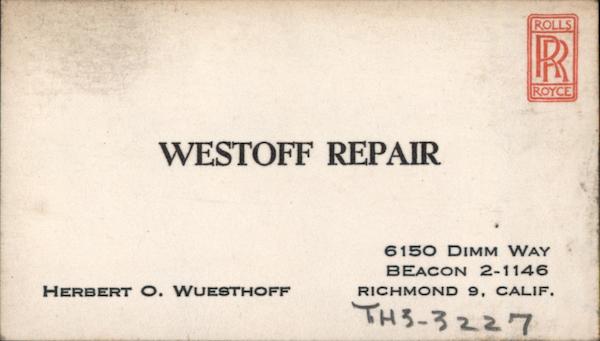 ROLLS
RR
ROYCE
WESTOFF REPAIR
6150 DIMM WAY
BEACON 2-1146
HERBERT O. WUESTHOFF
RICHMOND 9, CALIF.
TH3-3227